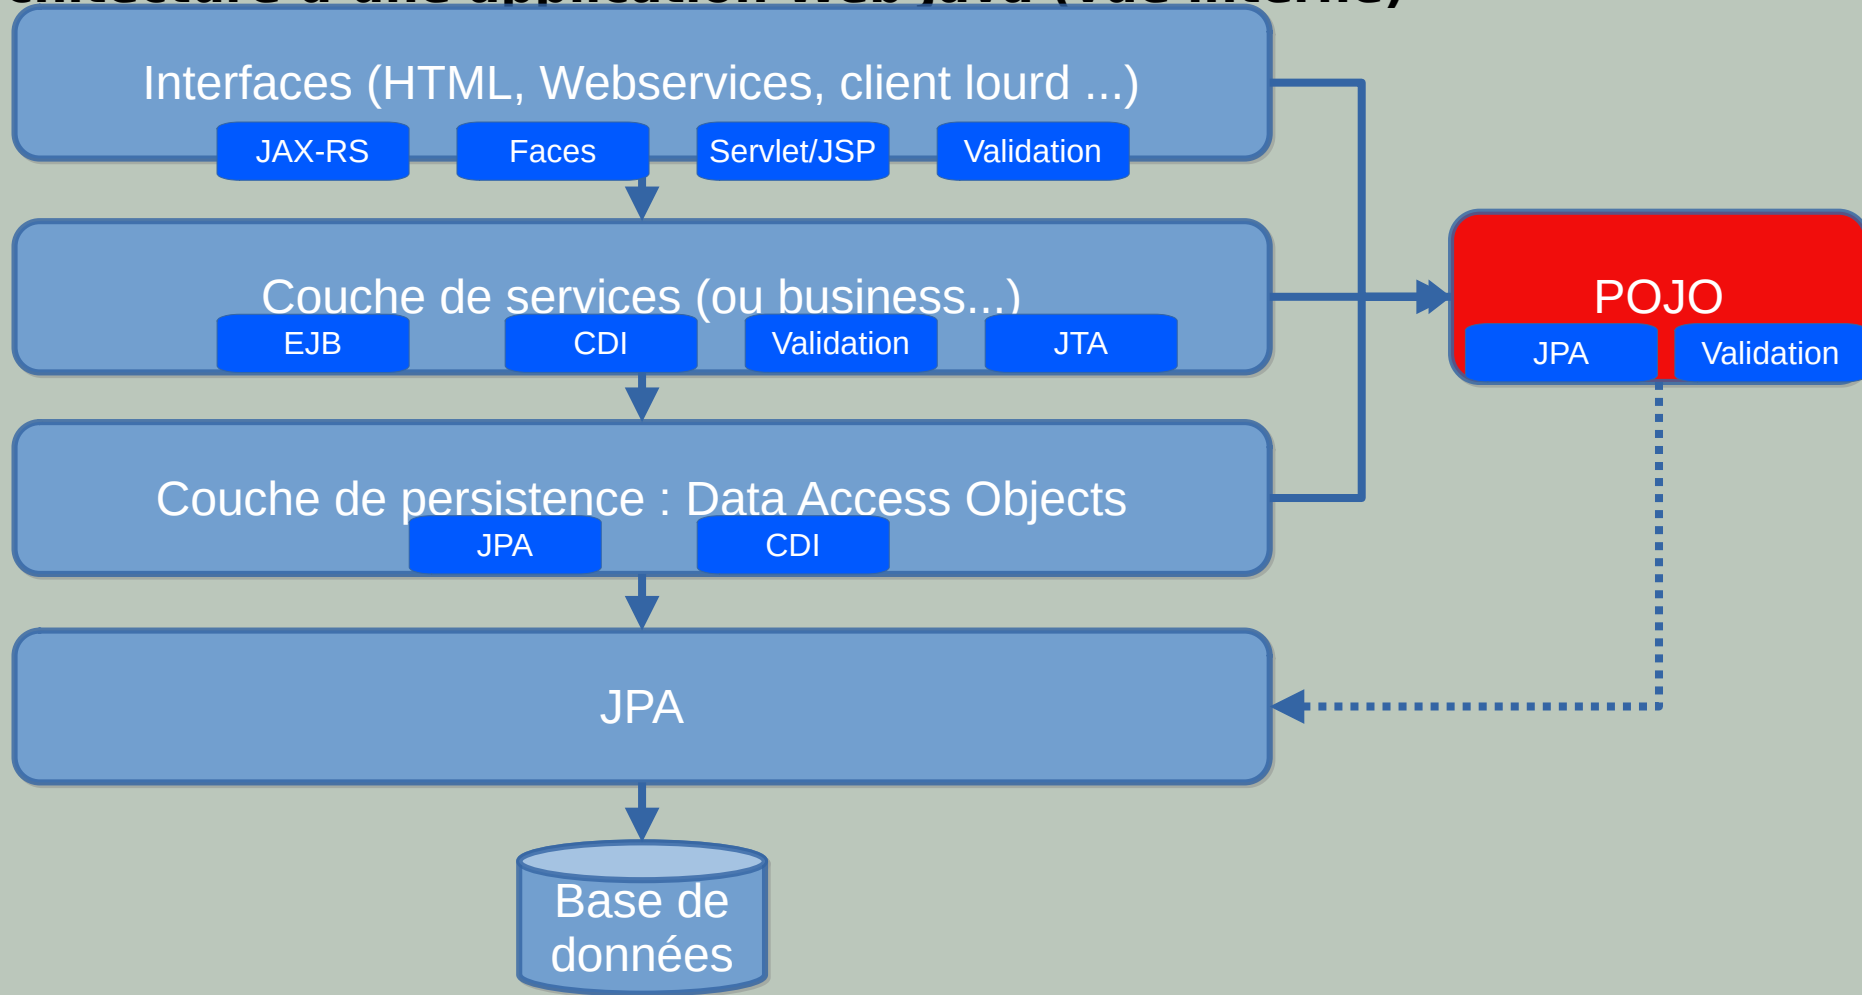 Interfaces (HTML, Webservices, client lourd ...)
JAX-RS
Faces
Servlet/JSP
Validation
Couche de services (ou business...)
EJB
CDI
Validation
JTA
POJO
JPA
Validation
Couche de persistence : Data Access Objects
JPA
CDI
JPA
Base de
données